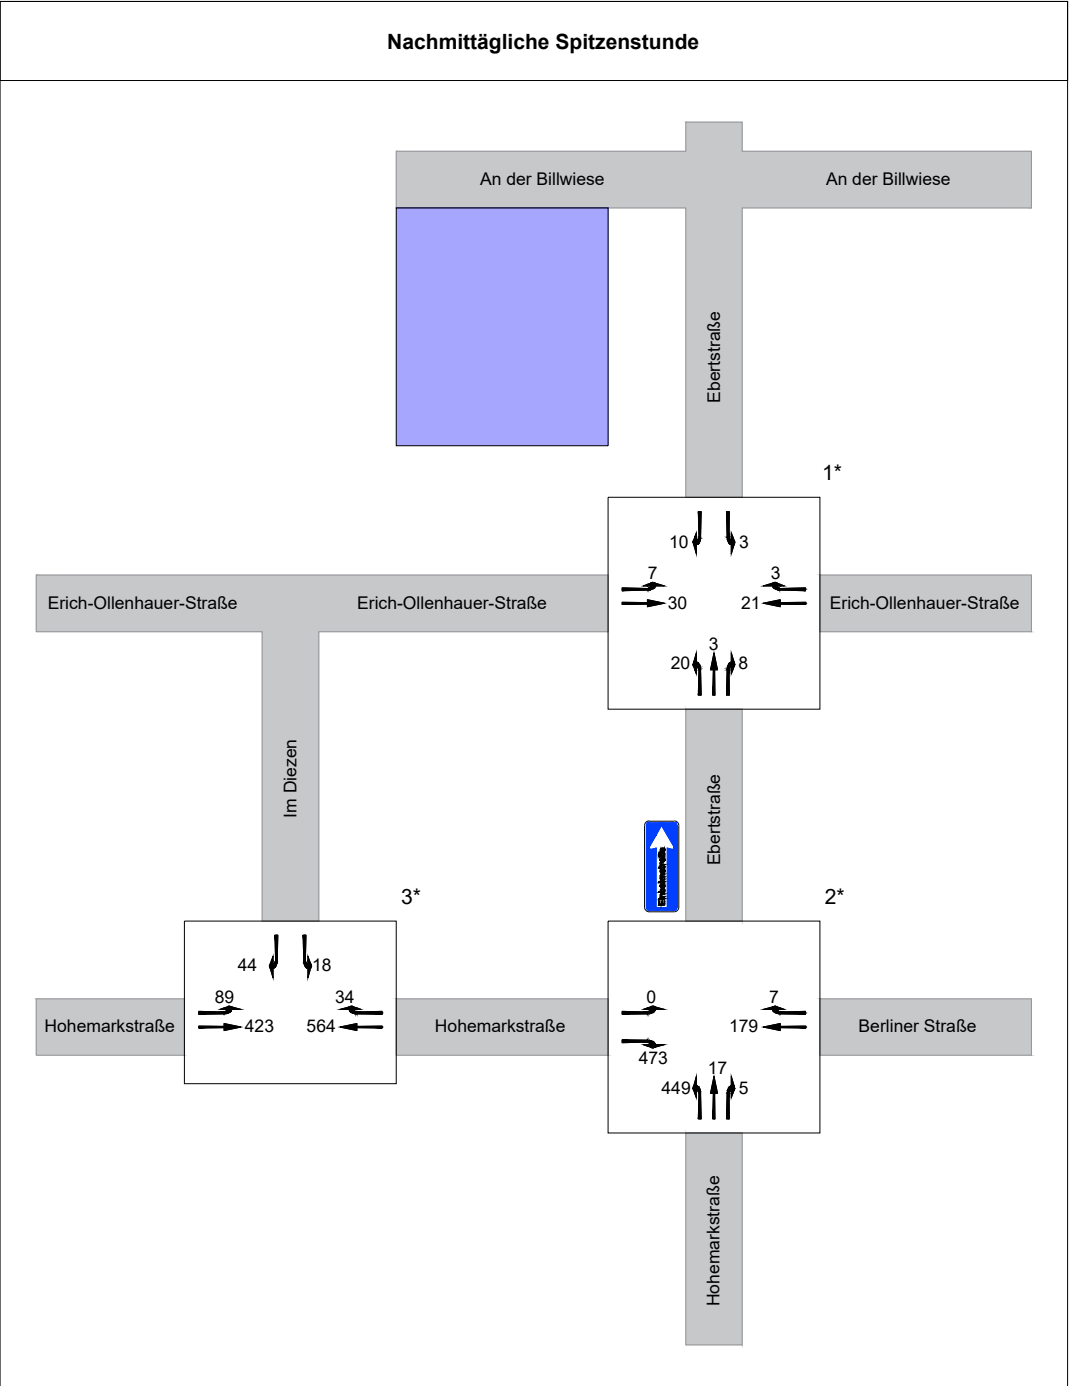 Nachmittägliche Spitzenstunde
An der Billwiese An der Billwiese
Ebertstraße
1*
10 3
7 3
Erich-Ollenhauer-Straße Erich-Ollenhauer-Straße 30 21 Erich-Ollenhauer-Straße
3
20 8
Im Diezen
Ebertstraße
Einbahnstraße
3* 2*
44 18
89 34 0 7
Hohemarkstraße 423 564 Hohemarkstraße 179 Berliner Straße
473
17
449 5
Hohemarkstraße